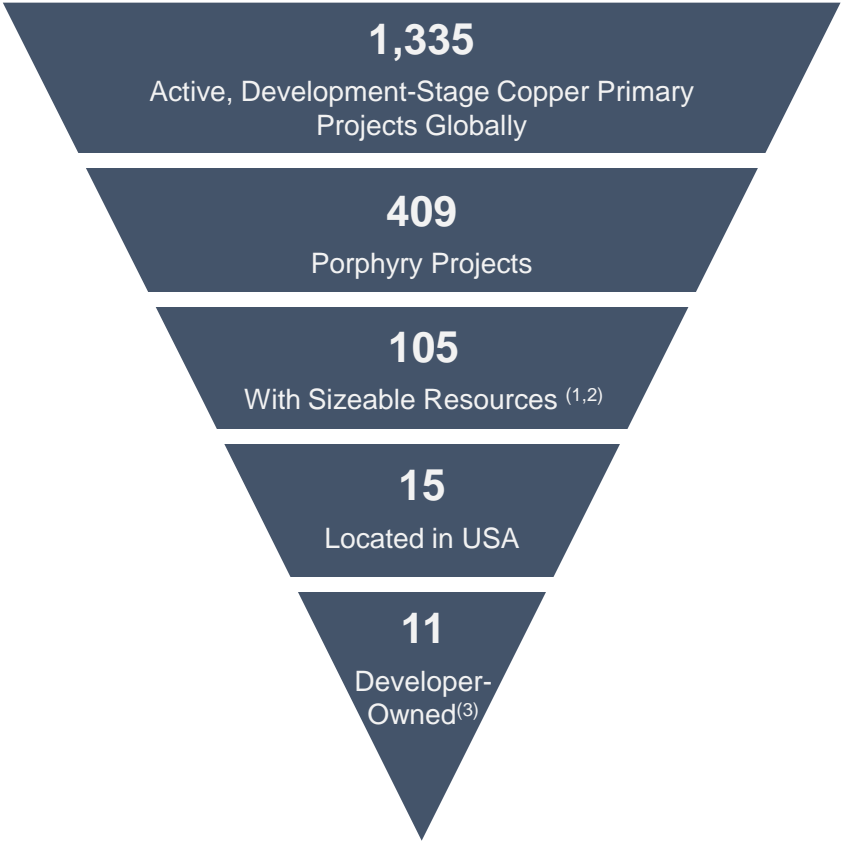 1,335
Active, Development-Stage Copper Primary
Projects Globally
409
Porphyry Projects
105
With Sizeable Resources (1,2)
15
Located in USA
11
Developer-
Owned(3)